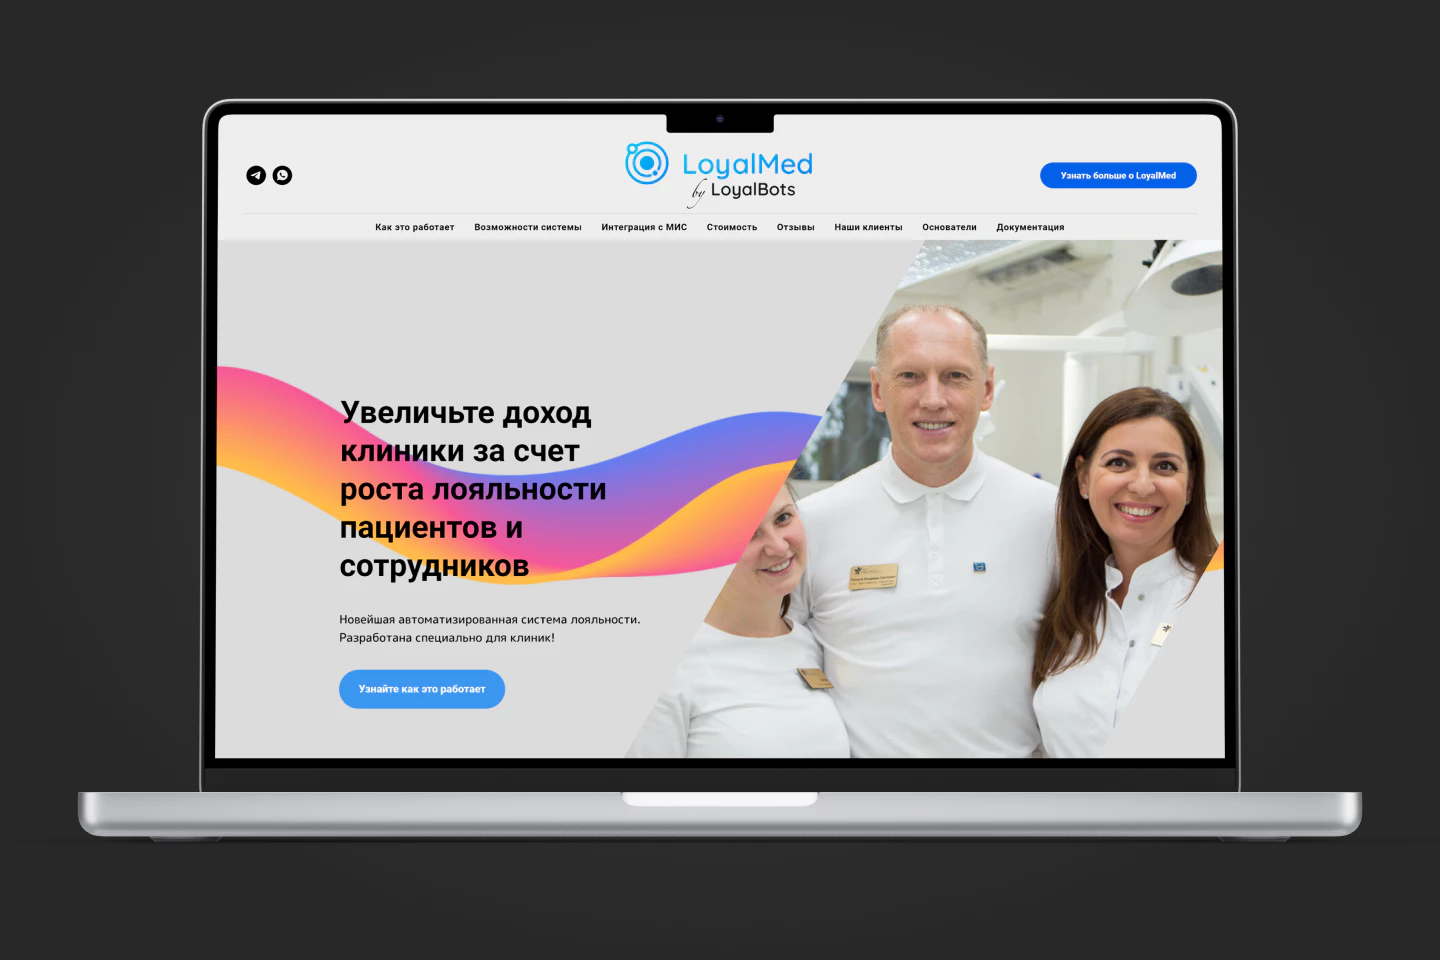 LoyalMed
by LoyalBots
Узнать больше о LoyalMed
Как это работает Возможности системы Интеграция с МИС Стоимость Отзывы Наши клиенты Основатели Документация
Увеличьте доход
клиники за счет
роста лояльности
пациентов и
сотрудников
Новейшая автоматизированная система лояльности.
Разработана специально для клиник!
Узнайте как это работает